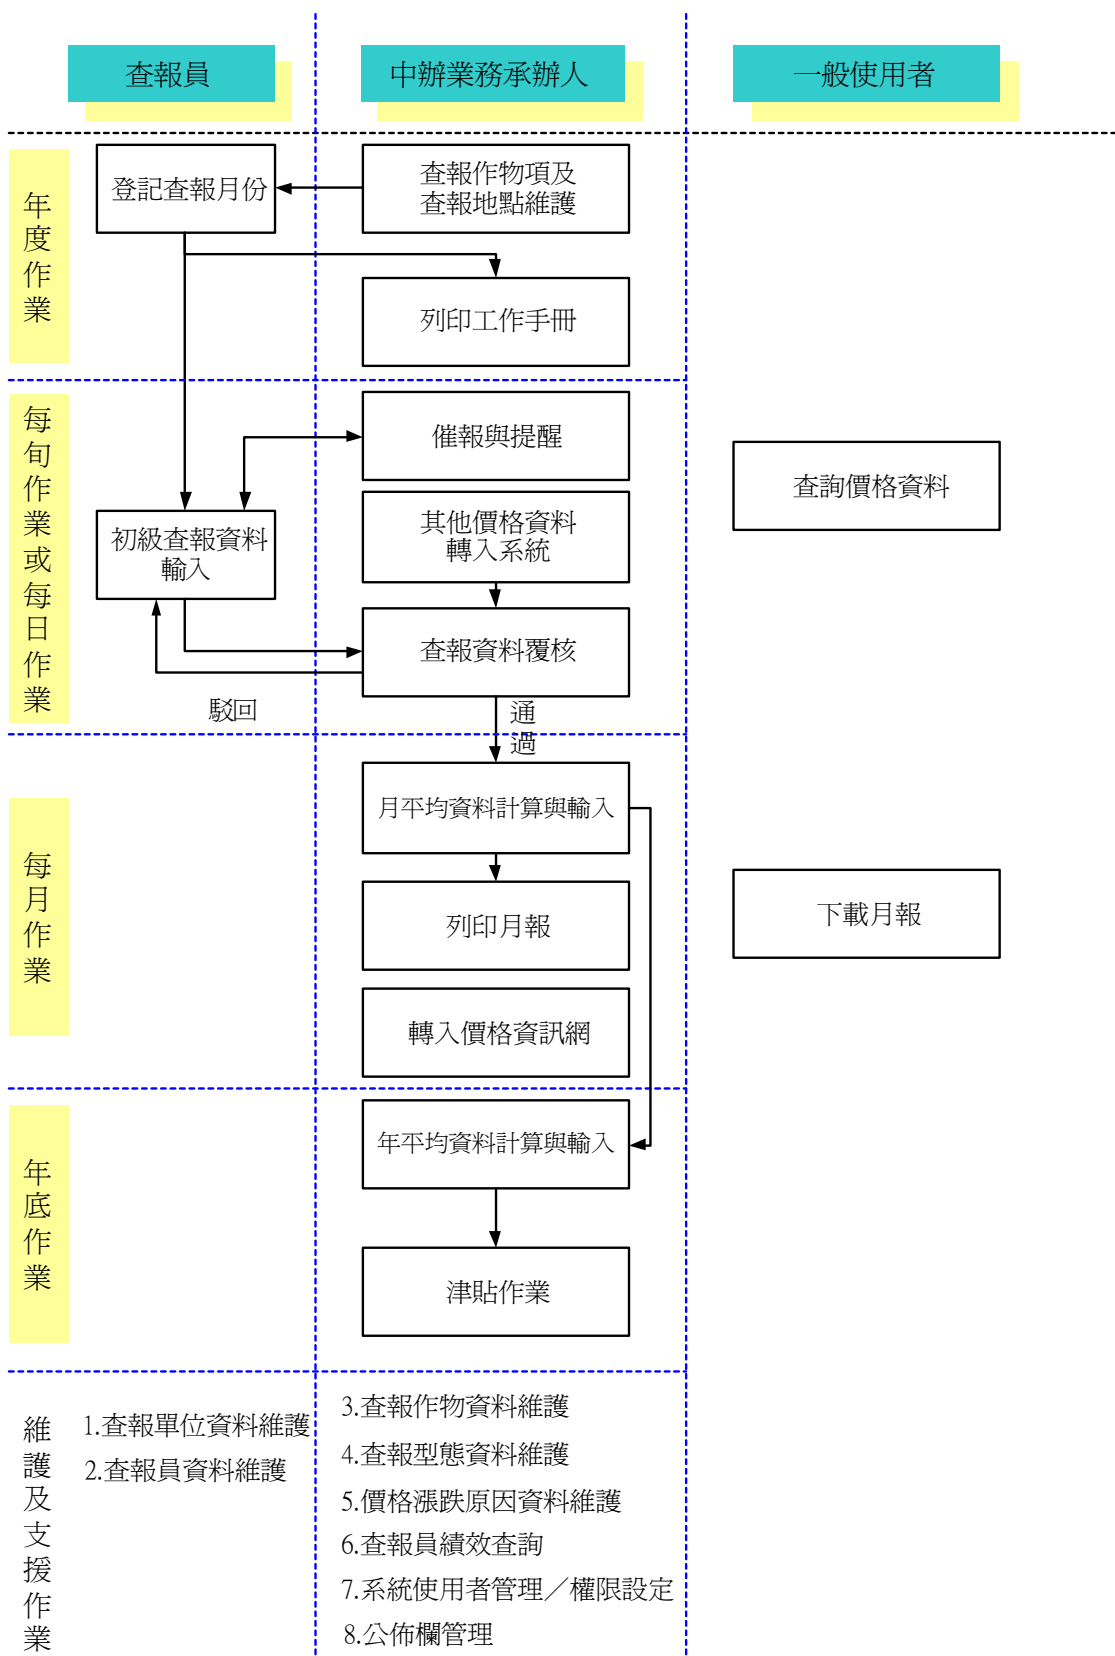 查報員
中辦業務承辦人
一般使用者
年度作業
登記查報月份
查報作物項及
查報地點維護
列印工作手冊
每旬作業或每日作業
催報與提醒
查詢價格資料
其他價格資料
轉入系統
初級查報資料
輸入
查報資料覆核
駁回
通過
每月作業
月平均資料計算與輸入
列印月報
下載月報
轉入價格資訊網
年底作業
年平均資料計算與輸入
津貼作業
維護及支援作業
1.查報單位資料維護
2.查報員資料維護
3.查報作物資料維護
4.查報型態資料維護
5.價格漲跌原因資料維護
6.查報員績效查詢
7.系統使用者管理／權限設定
8.公佈欄管理